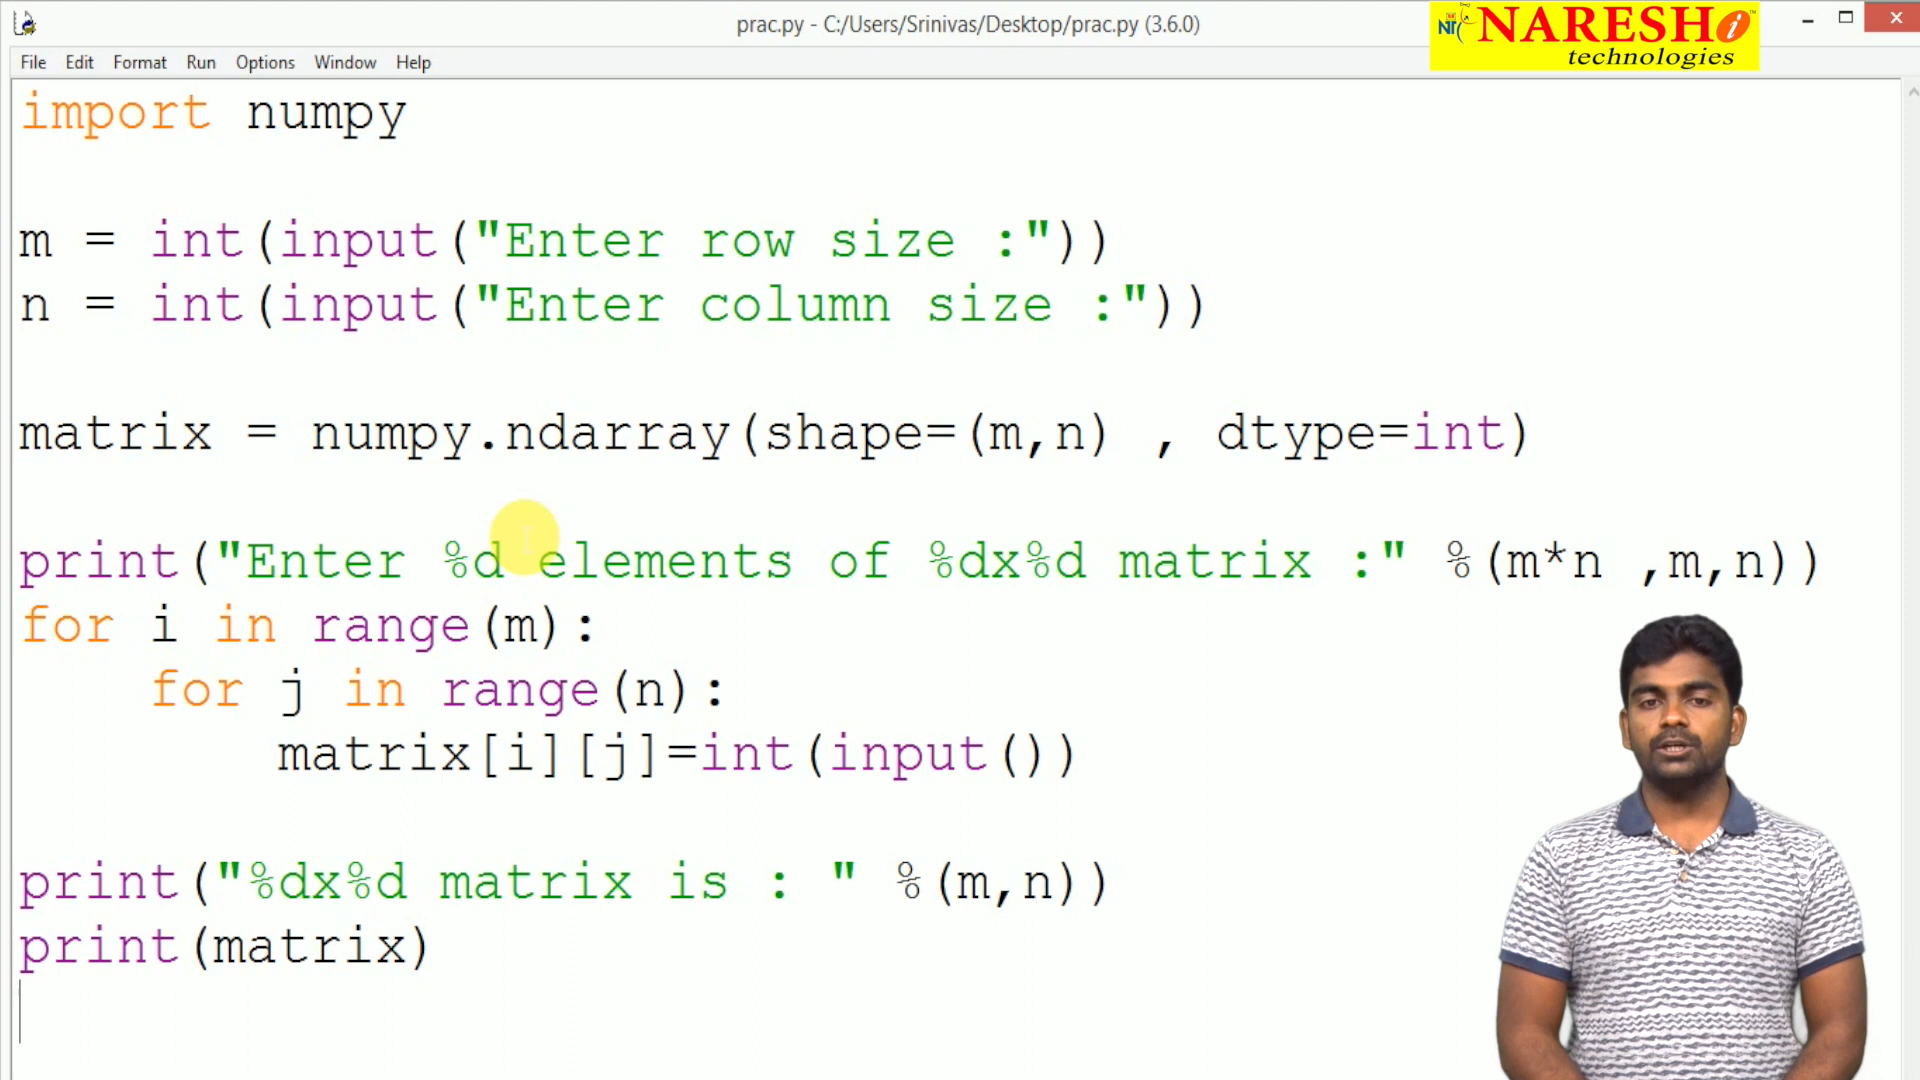 prac.py - C:/Users/Srinivas/Desktop/prac.py (3.6.0)
NT NARESH i
technologies
File Edit Format Run Options Window Help
import numpy
m = int(input("Enter row size :"))
n = int(input("Enter column size :"))
matrix = numpy.ndarray(shape=(m,n) , dtype=int)
print("Enter %d elements of %dx%d matrix :" %(m*n ,m,n))
for i in range(m):
    for j in range(n):
        matrix[i][j]=int(input())
print("%dx%d matrix is : " %(m,n))
print(matrix)